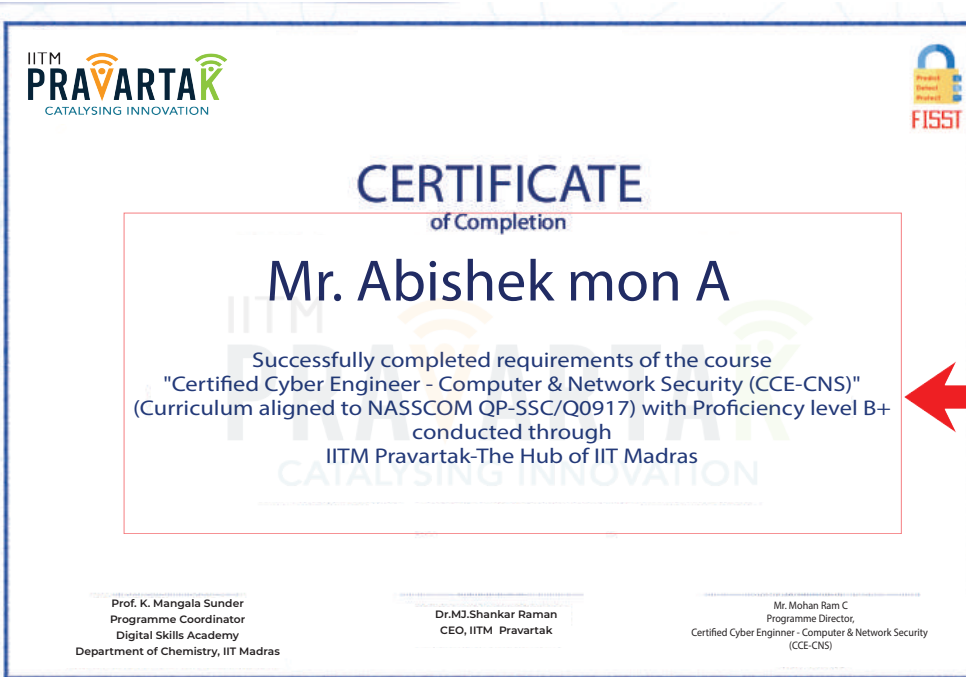 IITM
PRAVARTAK
CATALYSING INNOVATION
Predict
Detect
Protect
FISST
CERTIFICATE
of Completion
Mr. Abishek mon A
IITM
PRAVARTAK
CATALYSING INNOVATION
Successfully completed requirements of the course
"Certified Cyber Engineer - Computer & Network Security (CCE-CNS)"
(Curriculum aligned to NASSCOM QP-SSC/Q0917) with Proficiency level B+
conducted through
IITM Pravartak-The Hub of IIT Madras
Prof. K. Mangala Sunder
Programme Coordinator
Digital Skills Academy
Department of Chemistry, IIT Madras
Dr.MJ.Shankar Raman
CEO, IITM Pravartak
Mr. Mohan Ram C
Programme Director,
Certified Cyber Enginner - Computer & Network Security
(CCE-CNS)